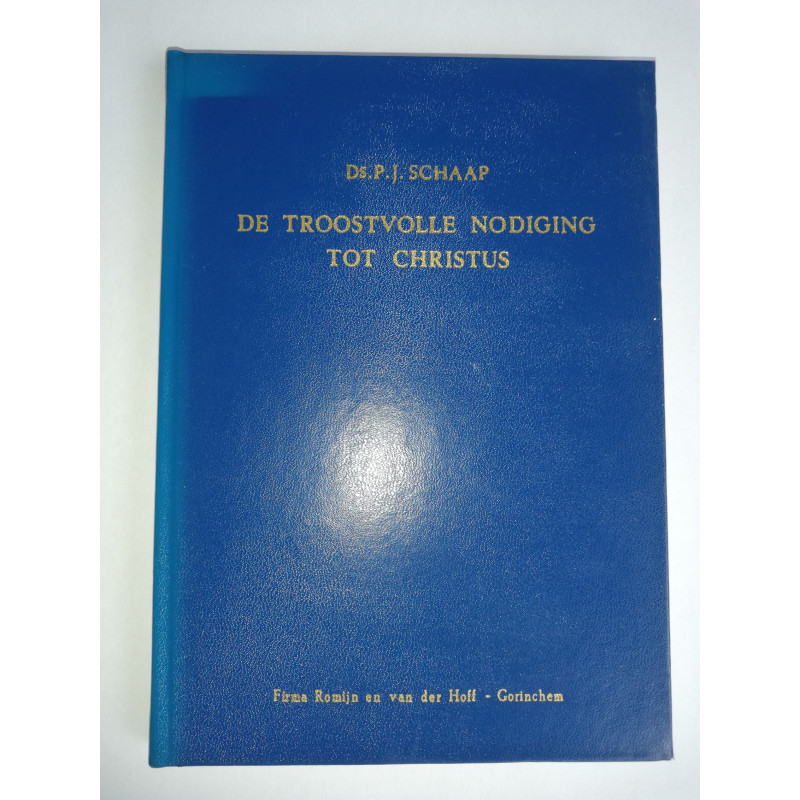 Ds. P. J. SCHAAP
DE TROOSTVOLLE NODIGING
TOT CHRISTUS
Firma Romijn en van der Hoff - Gorinchem